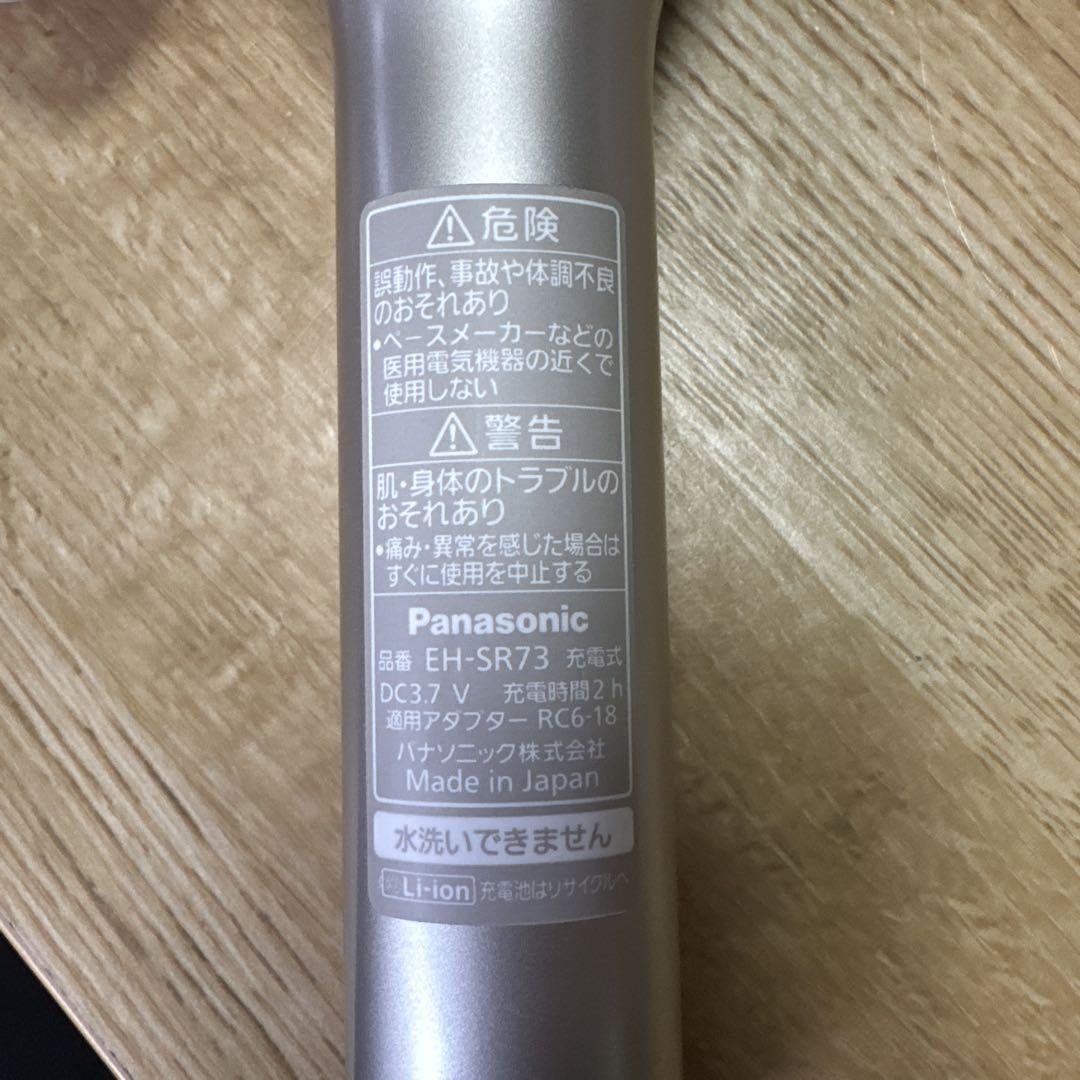 ⚠危険
誤動作、事故や体調不良
のおそれあり
•ペースメーカーなどの
医用電気機器の近くで
使用しない
⚠警告
肌・身体のトラブルの
おそれあり
•痛み・異常を感じた場合は
すぐに使用を中止する
Panasonic
品番 EH-SR73 充電式
DC3.7 V 充電時間2 h
適用アダプター RC6-18
パナソニック株式会社
Made in Japan
水洗いできません
Li-ion 充電池はリサイクルへ